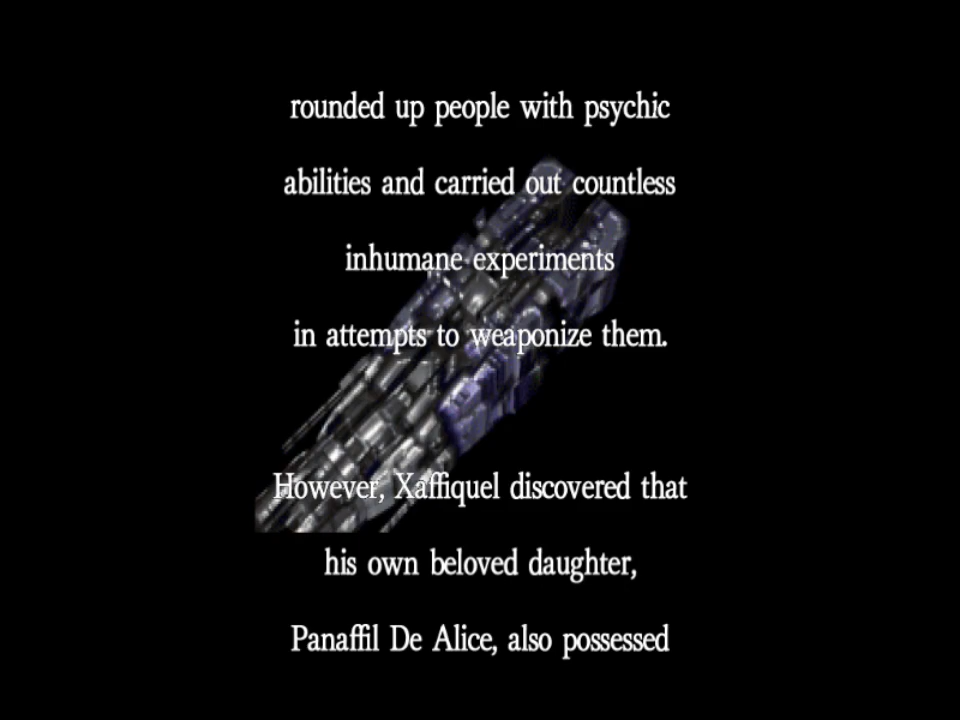 rounded up people with psychic
abilities and carried out countless
inhumane experiments
in attempts to weaponize them.
However, Xaffiquel discovered that
his own beloved daughter,
Panaffil De Alice, also possessed